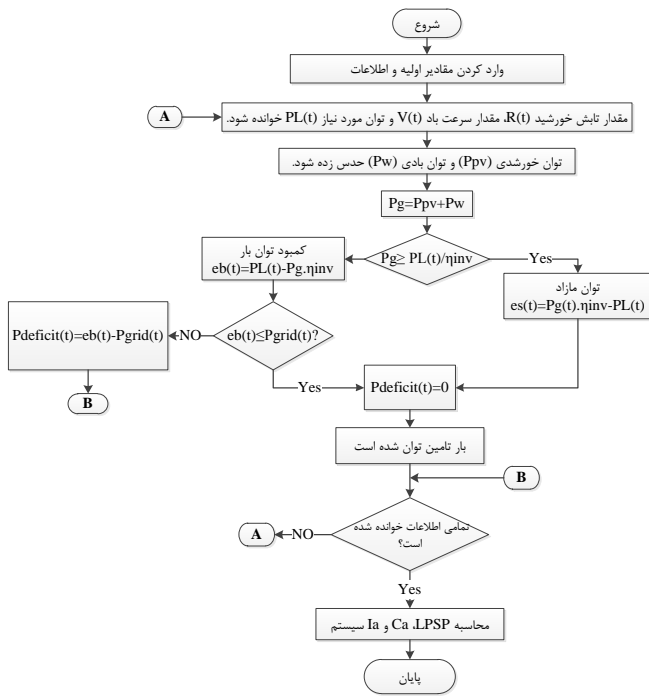 شروع
وارد کردن مقادیر اولیه و اطلاعات
A
مقدار تابش خورشید R(t)، مقدار سرعت باد V(t) و توان مورد نیاز PL(t) خوانده شود.
توان خورشدی (Ppv) و توان بادی (Pw) حدس زده شود.
Pg=Ppv+Pw
Pg≥ PL(t)/ηinv
Yes
کمبود توان بار
eb(t)=PL(t)-Pg.ηinv
توان مازاد
es(t)=Pg(t).ηinv-PL(t)
eb(t)≤Pgrid(t)?
NO
Pdeficit(t)=eb(t)-Pgrid(t)
B
Yes
Pdeficit(t)=0
بار تامین توان شده است
B
تمامی اطلاعات خوانده شده
است؟
NO
A
Yes
محاسبه Ca ،LPSP و Ia سیستم
پایان